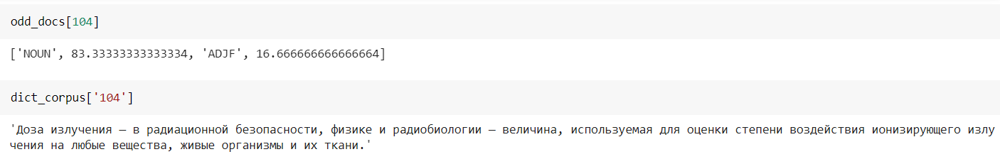 odd_docs[104]
['NOUN', 83.33333333333334, 'ADJF', 16.666666666666664]
dict_corpus['104']
'Доза излучения — в радиационной безопасности, физике и радиобиологии — величина, используемая для оценки степени воздействия ионизирующего излу
чения на любые вещества, живые организмы и их ткани.'